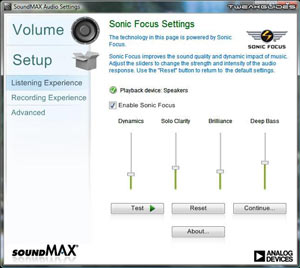 SoundMAX Audio Settings
TWEAKGUIDES
Volume
Setup
Listening Experience
Recording Experience
Advanced
Sonic Focus Settings
The technology in this page is powered by Sonic
Focus.
SONIC FOCUS
Sonic Focus improves the sound quality and dynamic impact of music.
Adjust the sliders to change the strength and intensity of the audio
response. Use the "Reset" button to return to the default settings.
Playback device: Speakers
Enable Sonic Focus
Dynamics Solo Clarity Brilliance Deep Bass
Test Reset Continue...
About...
SOUNDMAX®
ANALOG
DEVICES